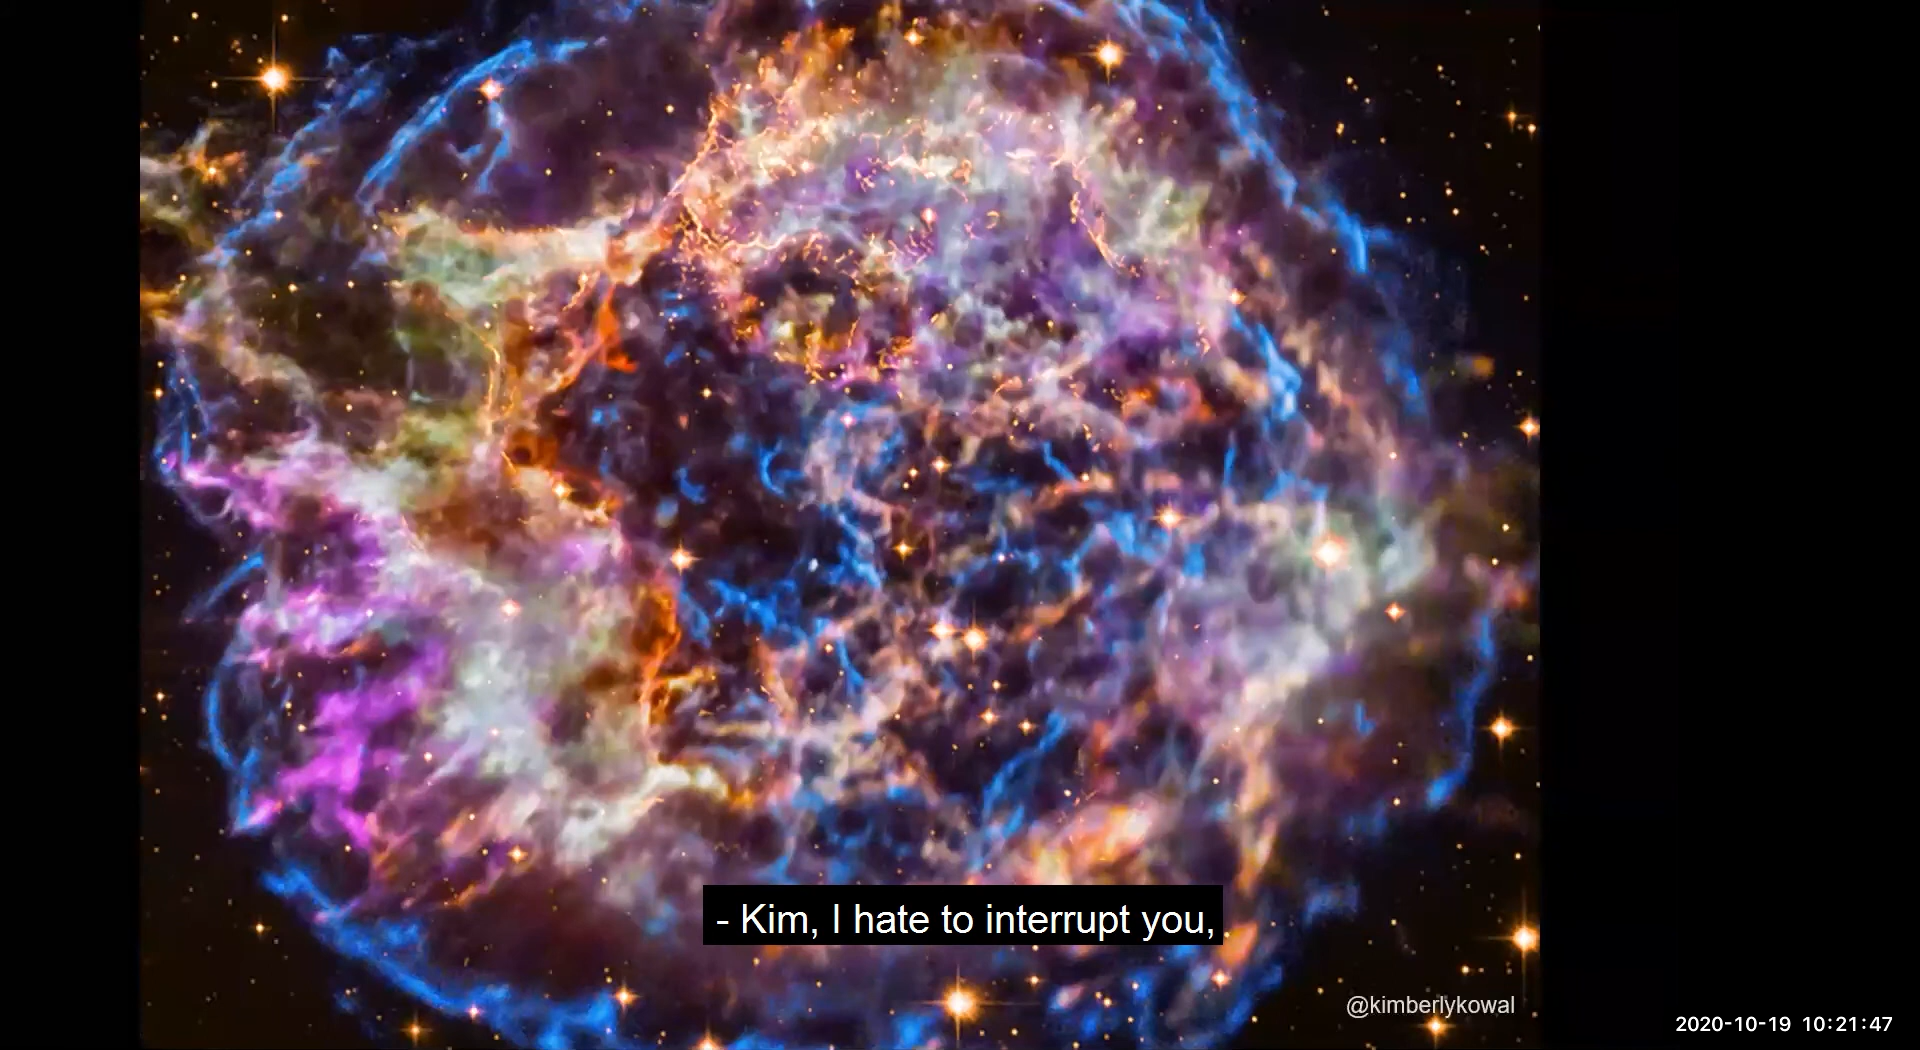 - Kim, I hate to interrupt you,
@kimberlykowal
2020-10-19 10:21:47